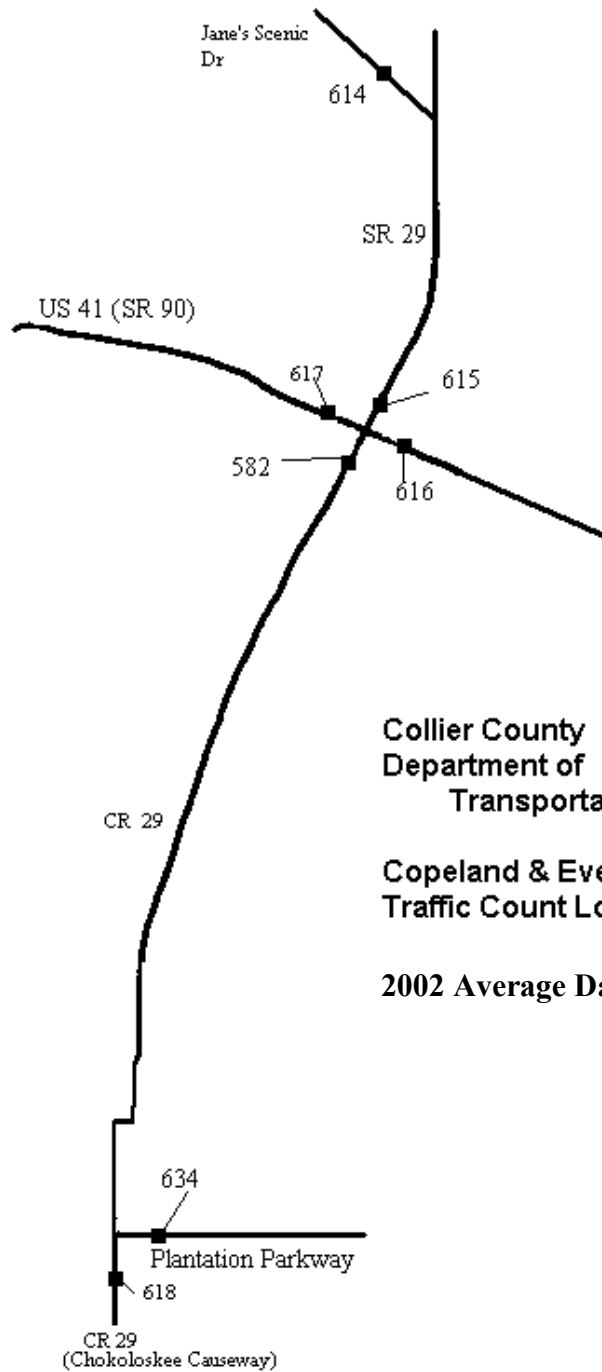 Jane's Scenic
Dr
614
SR 29
US 41 (SR 90)
617
615
582
616
Collier County
Department of
Transporta
Copeland & Eve
Traffic Count Lo
CR 29
2002 Average Da
634
Plantation Parkway
618
CR 29
(Chokoloskee Causeway)